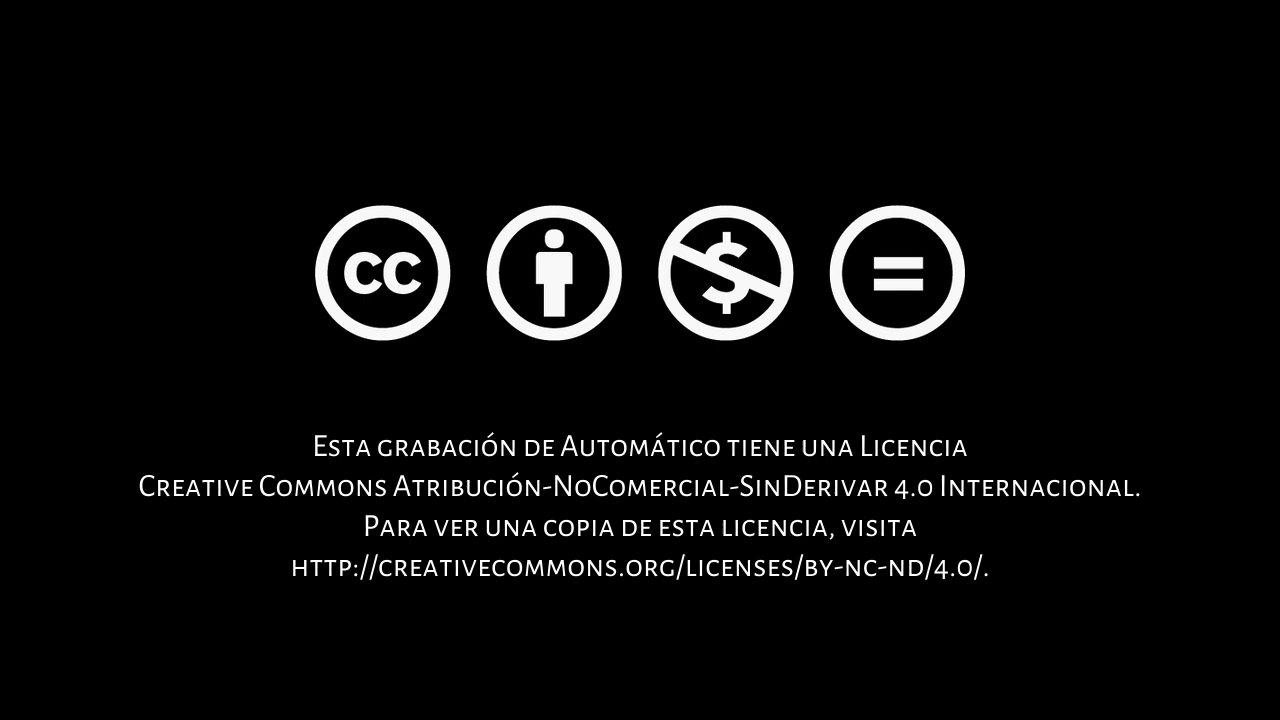 cc
$
=
Esta grabación de Automático tiene una Licencia
Creative Commons Atribución-NoComercial-SinDerivar 4.0 Internacional.
Para ver una copia de esta licencia, visita
http://creativecommons.org/licenses/by-nc-nd/4.0/.